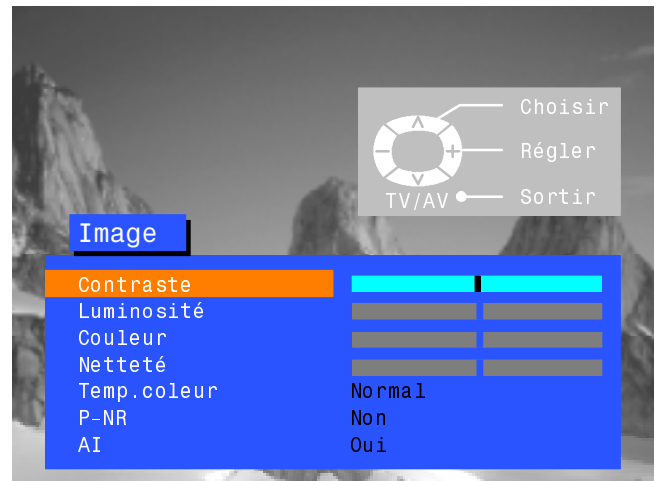 Choisir
Régler
TV/AV Sortir
Image
Contraste
Luminosité
Couleur
Netteté
Temp.coleur Normal
P-NR Non
AI Oui